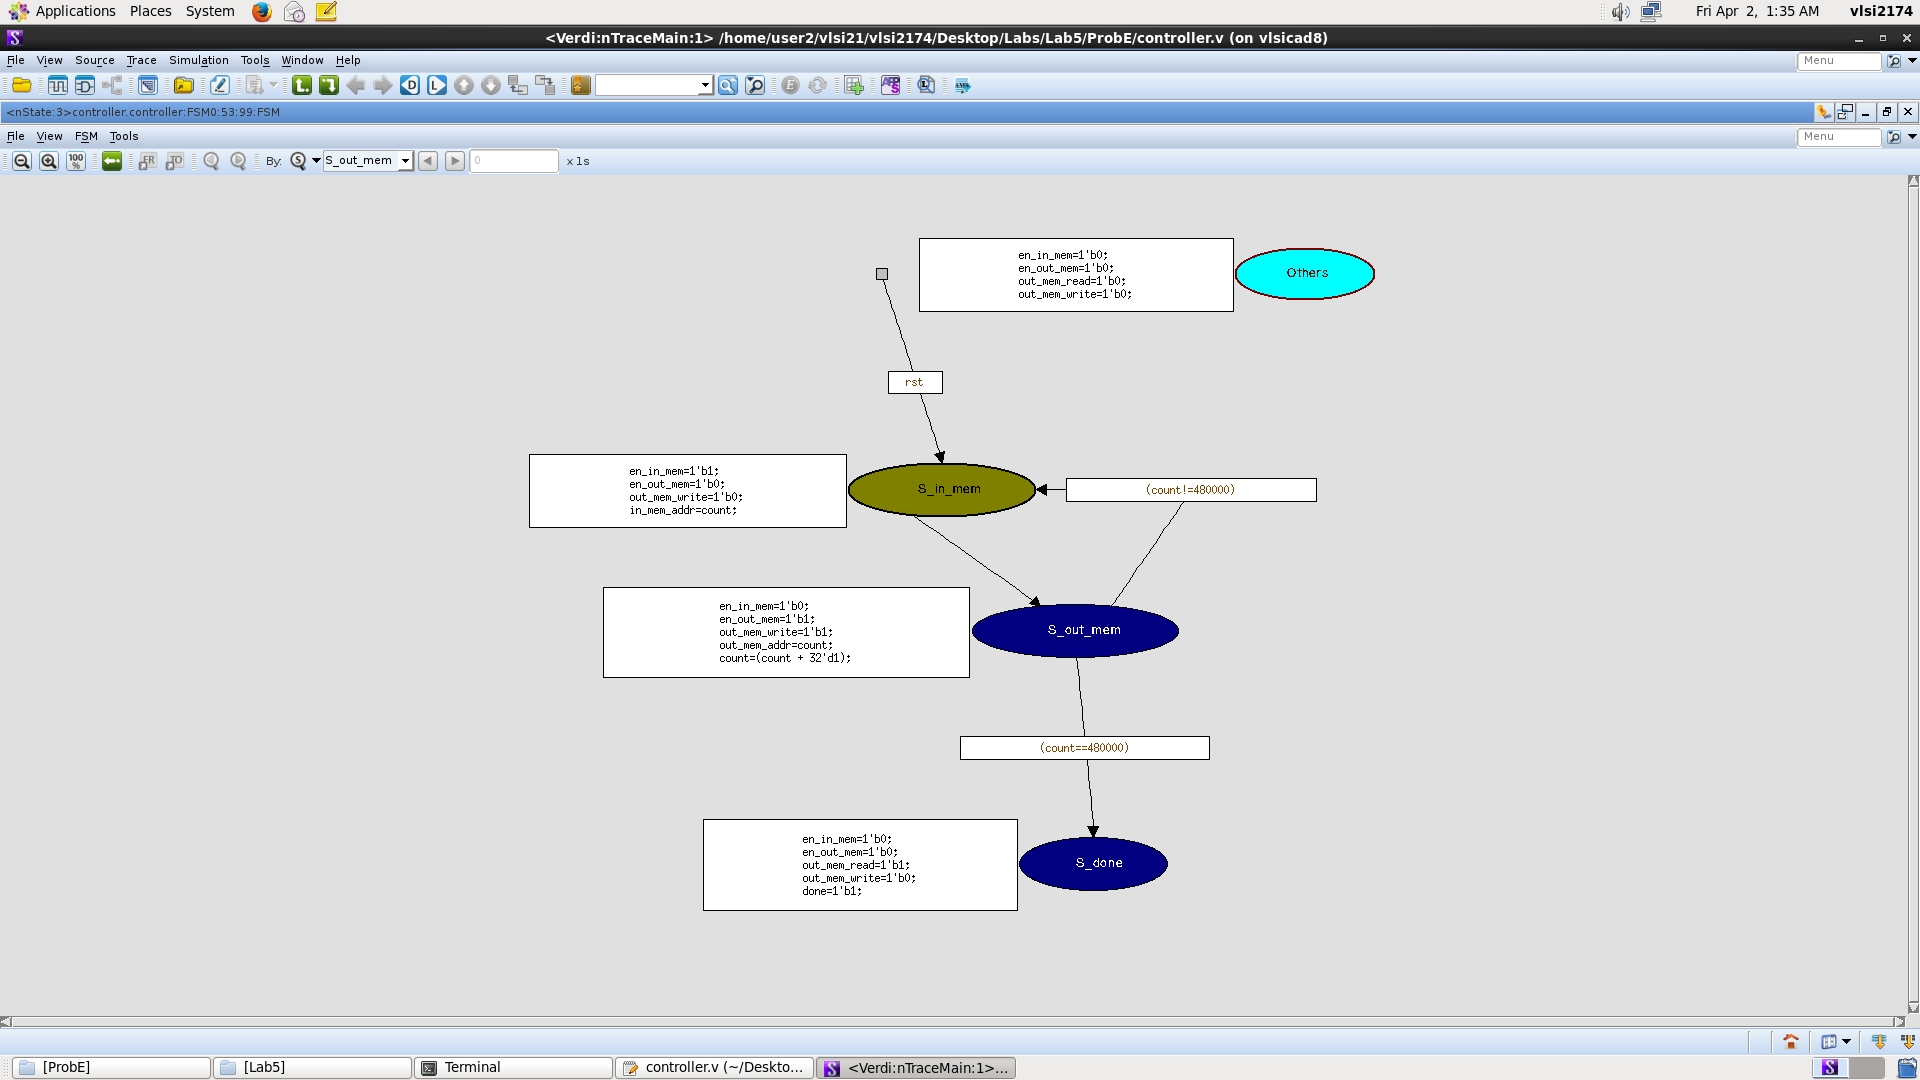 Applications Places System
Fri Apr 2, 1:35 AM vlsi2174
<Verdi:nTraceMain:1> /home/user2/vlsi21/vlsi2174/Desktop/Labs/Lab5/ProbE/controller.v (on vlsicad8)
File View Source Trace Simulation Tools Window Help
Menu
<nState:3>controller.controller:FSM0:53:99:FSM
File View FSM Tools
Menu
By: S_out_mem 0 x 1s
en_in_mem=1'b0;
en_out_mem=1'b0;
out_mem_read=1'b0;
out_mem_write=1'b0;
Others
rst
en_in_mem=1'b1;
en_out_mem=1'b0;
out_mem_write=1'b0;
in_mem_addr=count;
S_in_mem
(count!=480000)
en_in_mem=1'b0;
en_out_mem=1'b1;
out_mem_write=1'b1;
out_mem_addr=count;
count=(count + 32'd1);
S_out_mem
(count==480000)
en_in_mem=1'b0;
en_out_mem=1'b0;
out_mem_read=1'b1;
out_mem_write=1'b0;
done=1'b1;
S_done
[ProbE] [Lab5] Terminal controller.v (~/Deskto... <Verdi:nTraceMain:1>...